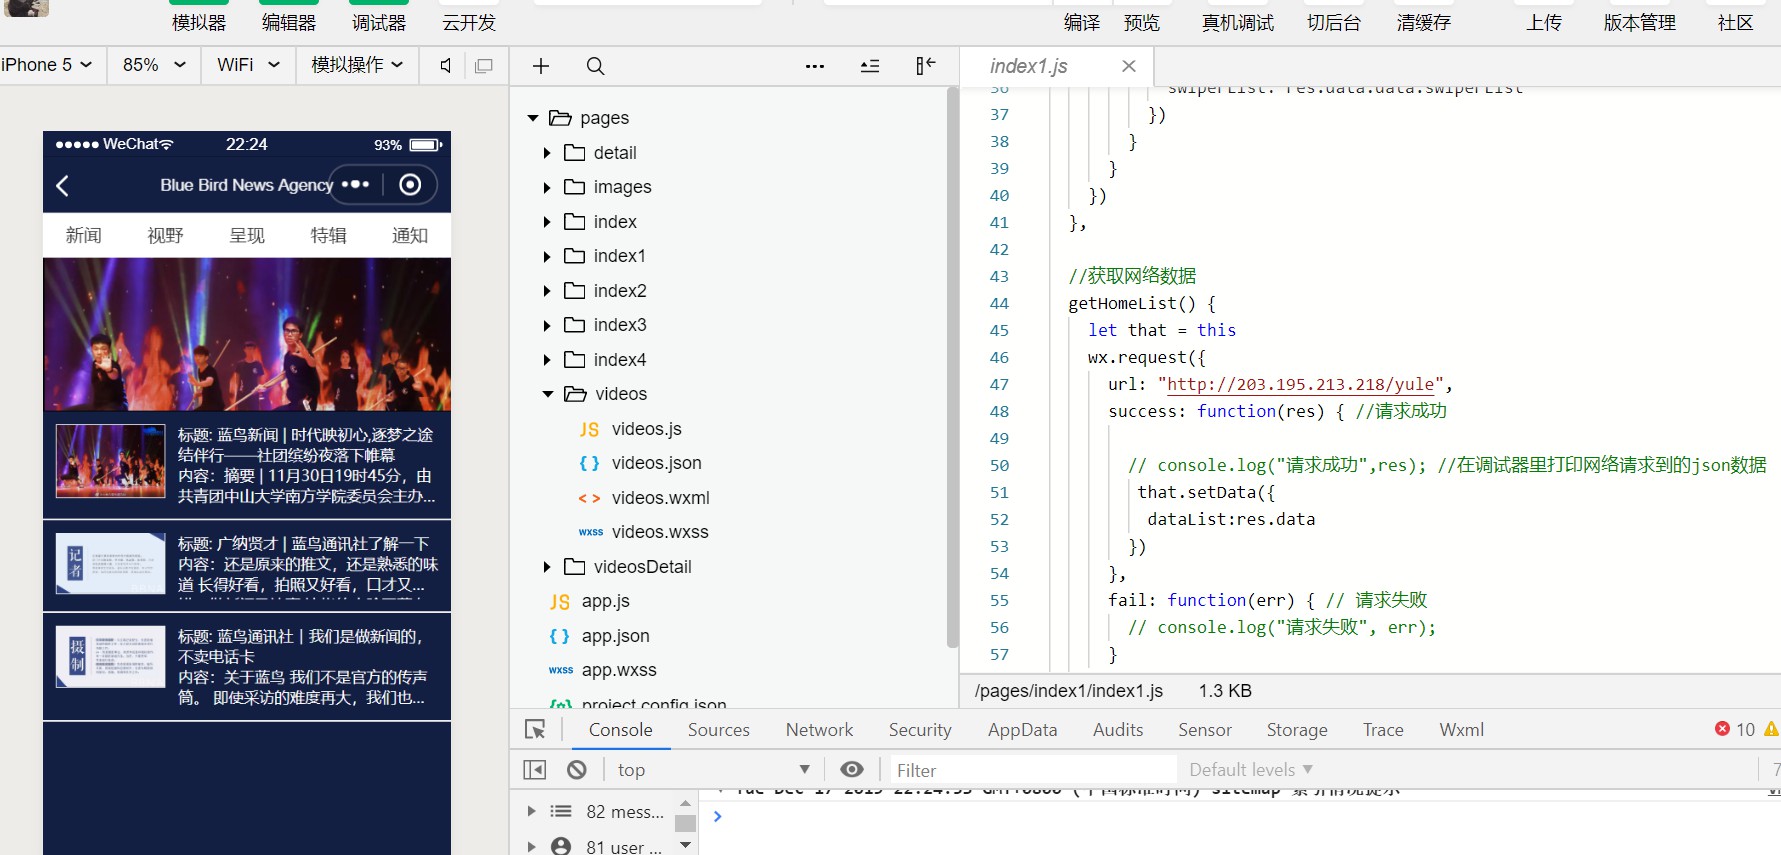 模拟器 编辑器 调试器 云开发 编译 预览 真机调试 切后台 清缓存 上传 版本管理 社区
iPhone 5 85% WiFi 模拟操作
WeChat 22:24 93%
Blue Bird News Agency
新闻 视野 呈现 特辑 通知
标题: 蓝鸟新闻 | 时代映初心,逐梦之途
结伴行——社团缤纷夜落下帷幕
内容：摘要 | 11月30日19时45分，由
共青团中山大学南方学院委员会主办...
记者
标题: 广纳贤才 | 蓝鸟通讯社了解一下
内容：还是原来的推文，还是熟悉的味
道 长得好看，拍照又好看，口才又...
摄制
标题: 蓝鸟通讯社 | 我们是做新闻的，
不卖电话卡
内容：关于蓝鸟 我们不是官方的传声
筒。 即使采访的难度再大，我们也...
pages
detail
images
index
index1
index2
index3
index4
videos
JS videos.js
{ } videos.json
< > videos.wxml
wxss videos.wxss
videosDetail
JS app.js
{ } app.json
wxss app.wxss
project.config.json
index1.js
36 swiperList: res.data.data.swiperList
37 })
38 }
39 }
40 })
41 },
42
43 //获取网络数据
44 getHomeList() {
45 let that = this
46 wx.request({
47 url: "http://203.195.213.218/yule",
48 success: function(res) { //请求成功
49
50 // console.log("请求成功",res); //在调试器里打印网络请求到的json数据
51 that.setData({
52 dataList:res.data
53 })
54 },
55 fail: function(err) { // 请求失败
56 // console.log("请求失败", err);
57 }
/pages/index1/index1.js 1.3 KB
Console Sources Network Security AppData Audits Sensor Storage Trace Wxml 10
top Filter Default levels 7
82 mess...
81 user ...
Tue Dec 17 2019 22:24:53 GMT+0800 (中国标准时间) sitemap 索引情况提示